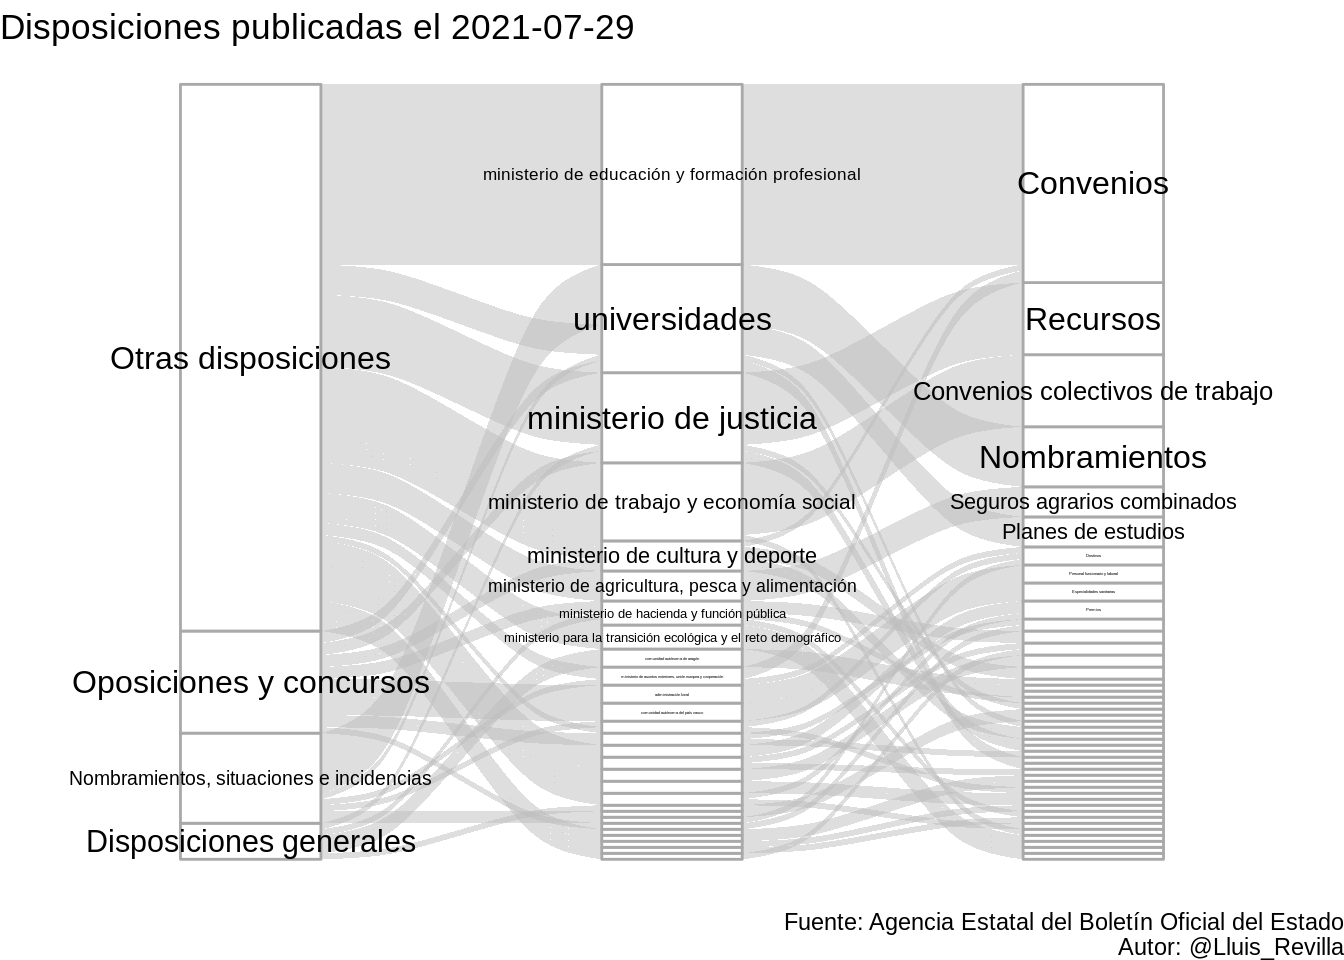 Disposiciones publicadas el 2021-07-29
Otras disposiciones
Oposiciones y concursos
Nombramientos, situaciones e incidencias
Disposiciones generales
ministerio de educación y formación profesional
universidades
ministerio de justicia
ministerio de trabajo y economía social
ministerio de cultura y deporte
ministerio de agricultura, pesca y alimentación
ministerio de hacienda y función pública
ministerio para la transición ecológica y el reto demográfico
comunidad autónoma de aragón
ministerio de asuntos exteriores, unión europea y cooperación
administración local
comunidad autónoma del país vasco
Convenios
Recursos
Convenios colectivos de trabajo
Nombramientos
Seguros agrarios combinados
Planes de estudios
Destinos
Personal funcionario y laboral
Especialidades sanitarias
Premios
Fuente: Agencia Estatal del Boletín Oficial del Estado
Autor: @Lluis_Revilla